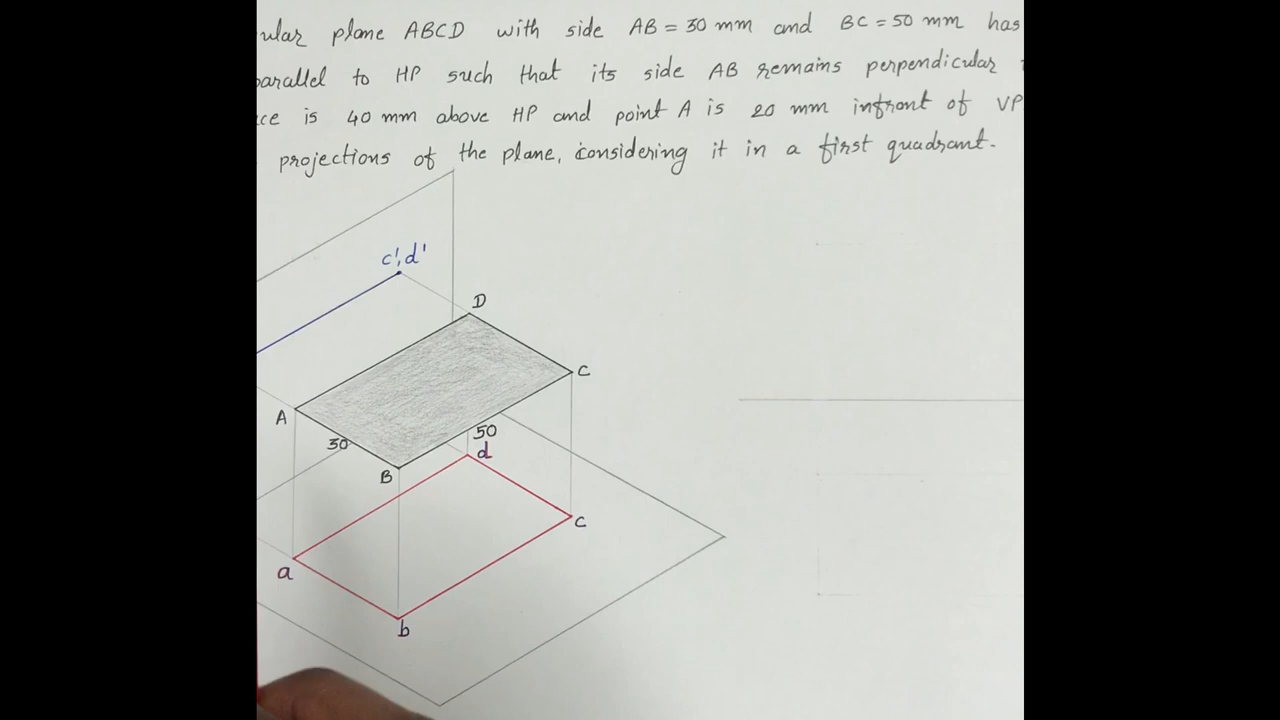 ular plane ABCD with side AB = 30 mm and BC = 50 mm has
parallel to HP such that its side AB remains perpendicular
ce is 40 mm above HP and point A is 20 mm infront of VP
projections of the plane, considering it in a first quadrant.
c', d'
D
C
A
50
30
d
B
c
a
b